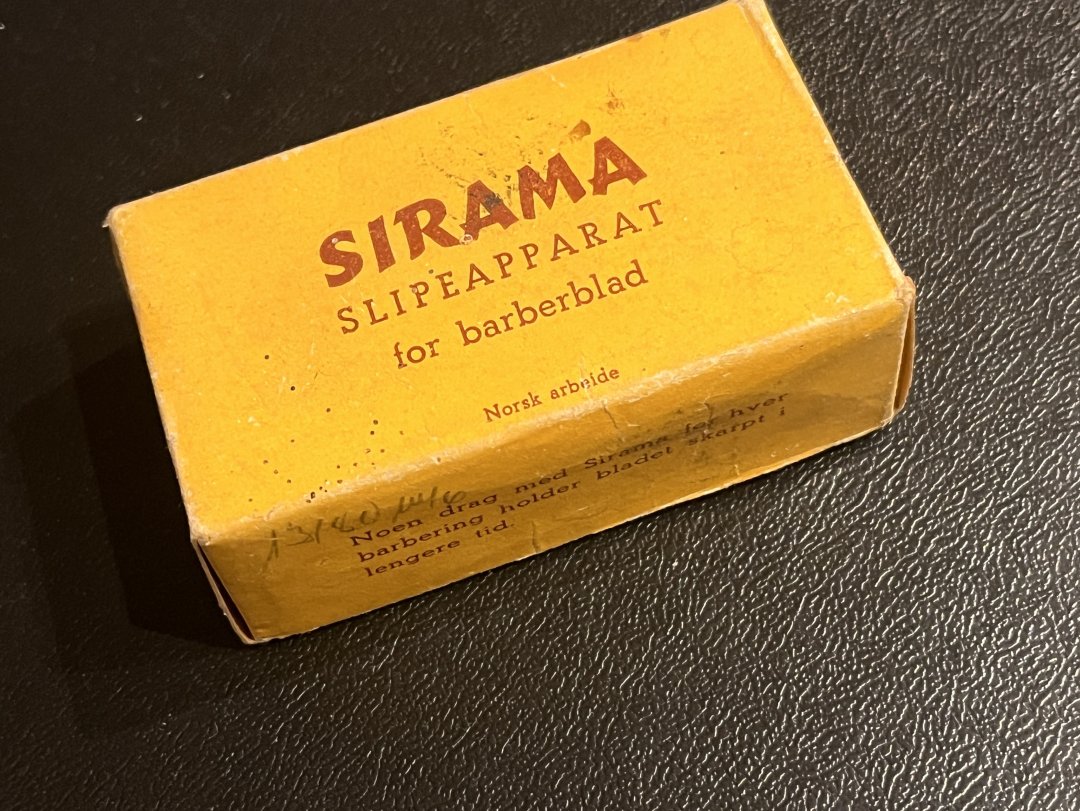 SIRAMA
SLIPEAPPARAT
for barberblad
Norsk arbeide
Noen drag med Sirama før hver
barbering holder bladet skarpt i
lengere tid.